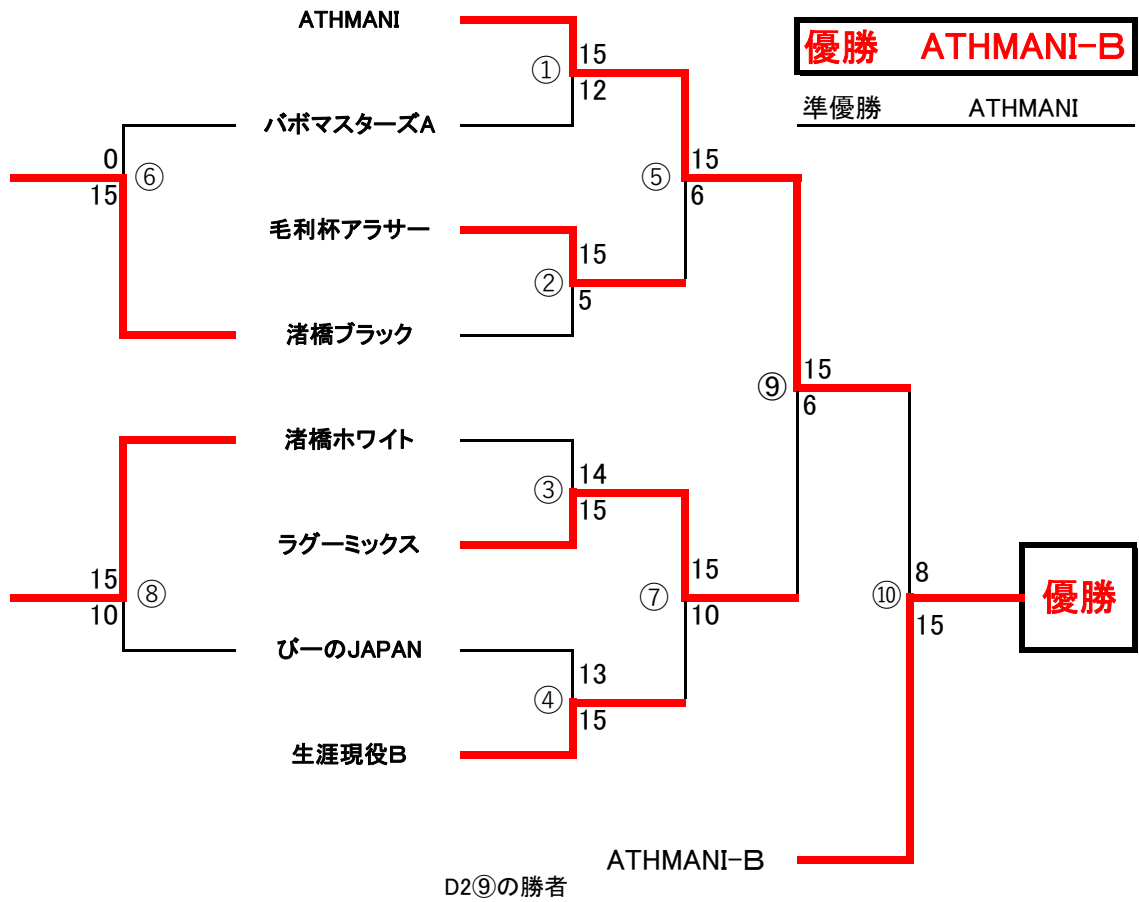 ATHMANI
優勝 ATHMANI-B
15
①
12
準優勝 ATHMANI
バボマスターズA
0
⑥
15
15
⑤
6
毛利杯アラサー
15
②
5
渚橋ブラック
15
⑨
6
渚橋ホワイト
14
③
15
ラグーミックス
15
⑧
10
15
⑦
10
8
⑩
15
優勝
びーのJAPAN
13
④
15
生涯現役B
ATHMANI-B
D2⑨の勝者